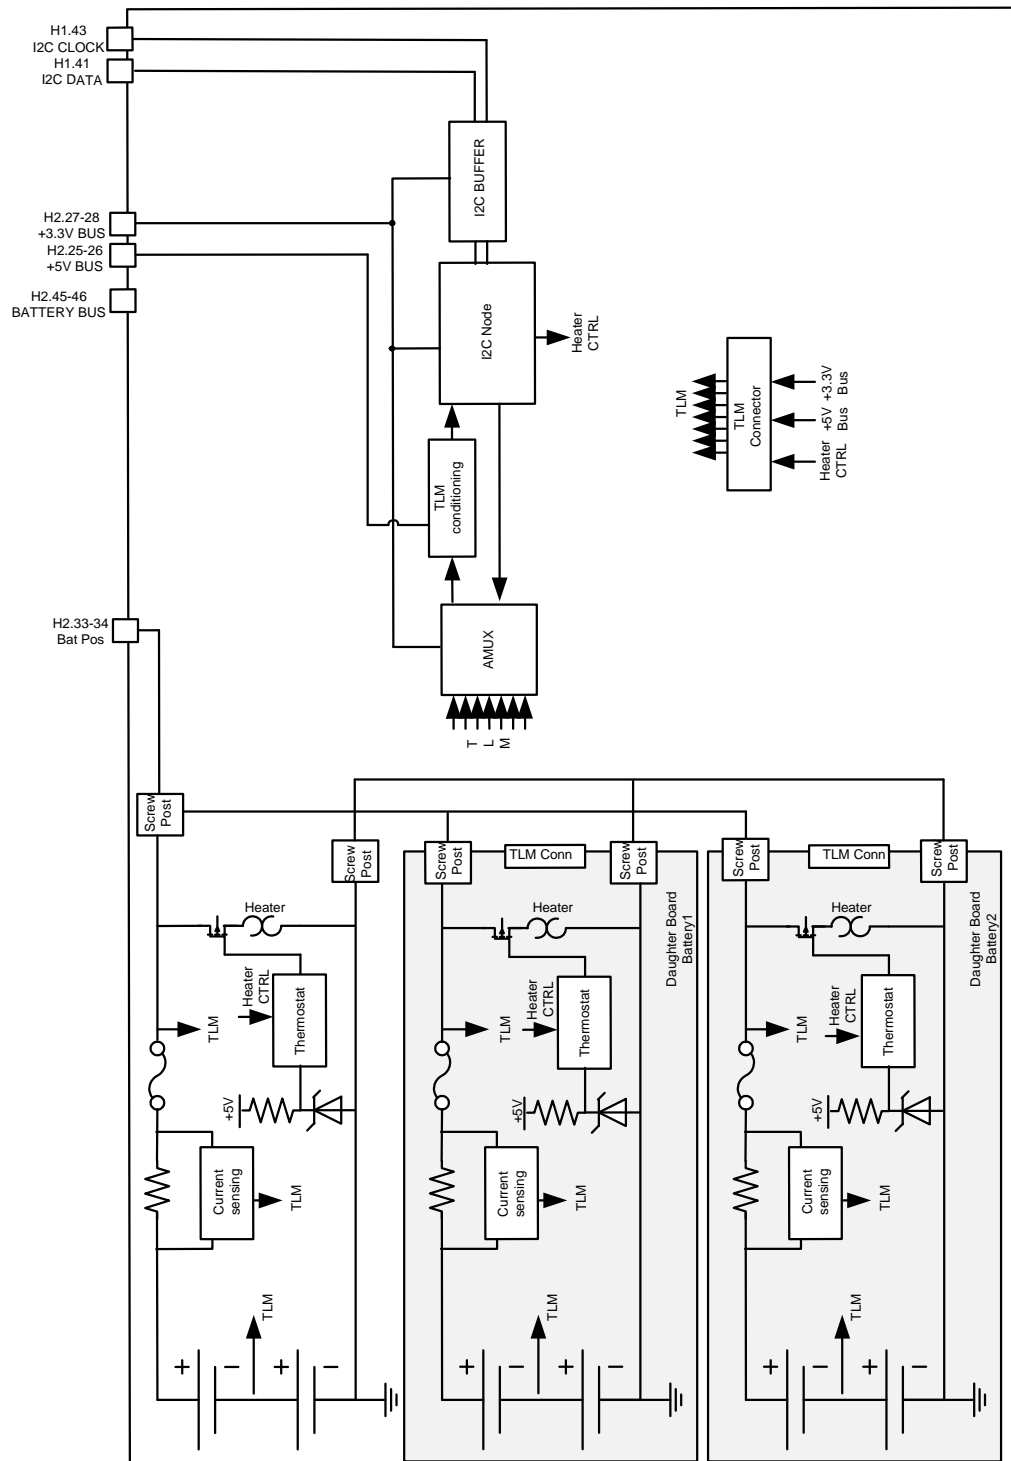 H1.43
I2C CLOCK
H1.41
I2C DATA
H2.27-28
+3.3V BUS
H2.25-26
+5V BUS
H2.45-46
BATTERY BUS
H2.33-34
Bat Pos
I2C BUFFER
I2C Node
Heater
CTRL
TLM
conditioning
AMUX
T L M
TLM
TLM
Connector
Heater
CTRL
+5V
Bus
+3.3V
Bus
Screw
Post
Screw
Post
Heater
Heater
CTRL
Thermostat
TLM
+5V
Current
sensing
TLM
TLM
+
−
+
−
Screw
Post
TLM Conn
Screw
Post
Daughter Board
Battery1
Heater
Heater
CTRL
Thermostat
TLM
+5V
Current
sensing
TLM
TLM
+
−
+
−
Screw
Post
TLM Conn
Screw
Post
Daughter Board
Battery2
Heater
Heater
CTRL
Thermostat
TLM
+5V
Current
sensing
TLM
TLM
+
−
+
−